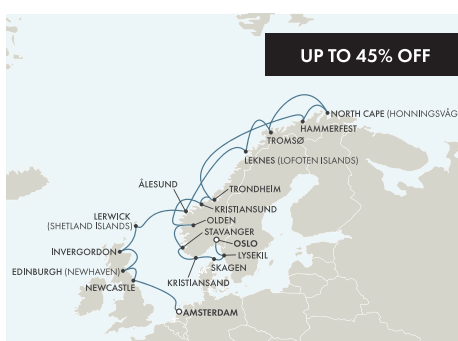 UP TO 45% OFF
NORTH CAPE (HONNINGSVÅG
HAMMERFEST
TROMSØ
LEKNES (LOFOTEN ISLANDS)
ÅLESUND
TRONDHEIM
KRISTIANSUND
LERWICK
(SHETLAND ISLANDS)
OLDEN
STAVANGER
OSLO
INVERGORDON
LYSEKIL
SKAGEN
EDINBURGH (NEWHAVEN)
KRISTIANSAND
NEWCASTLE
AMSTERDAM